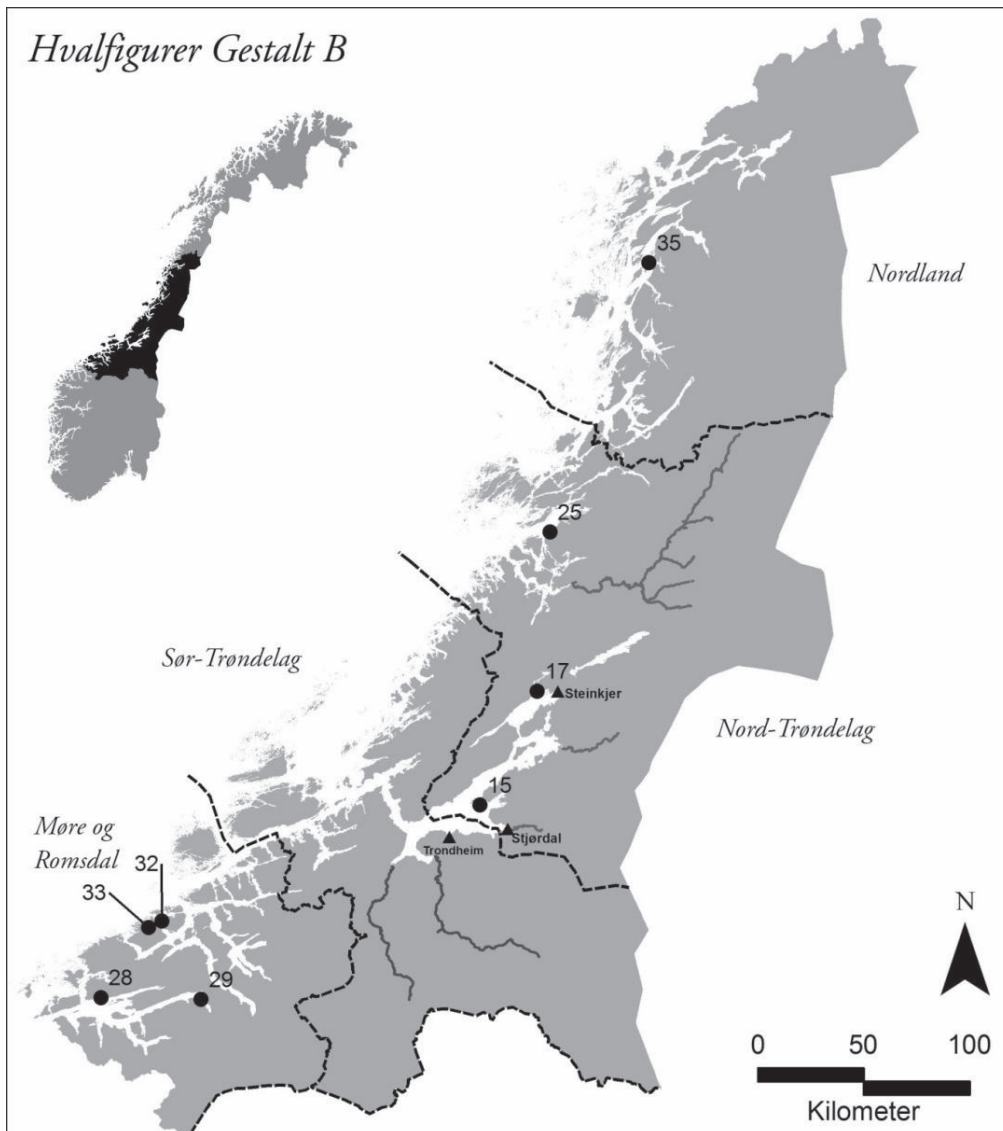 Hvalfigurer Gestalt B
35
Nordland
25
Sør-Trøndelag
17
Steinkjer
Nord-Trøndelag
15
Stjørdal
Trondheim
Møre og
Romsdal
32
33
28
29
N
0 50 100
Kilometer